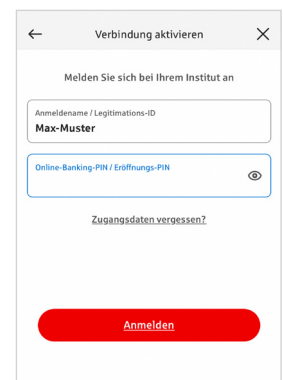 Verbindung aktivieren
Melden Sie sich bei Ihrem Institut an
Anmeldename / Legitimations-ID
Max-Muster
Online-Banking-PIN / Eröffnungs-PIN
Zugangsdaten vergessen?
Anmelden